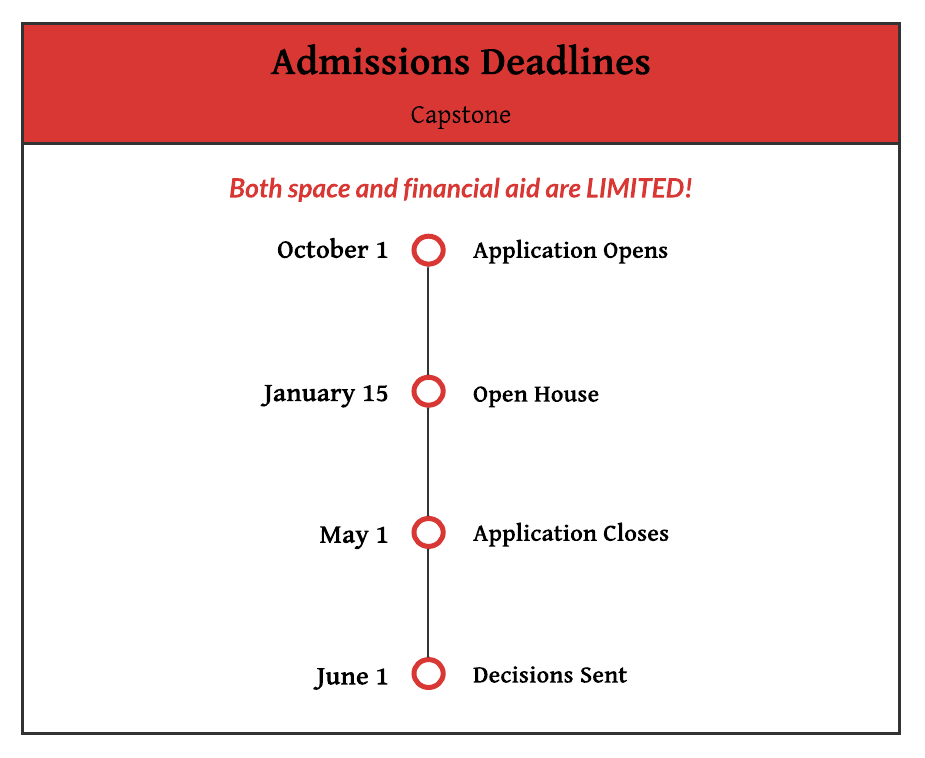 Admissions Deadlines
Capstone
Both space and financial aid are LIMITED!
October 1 Application Opens
January 15 Open House
May 1 Application Closes
June 1 Decisions Sent